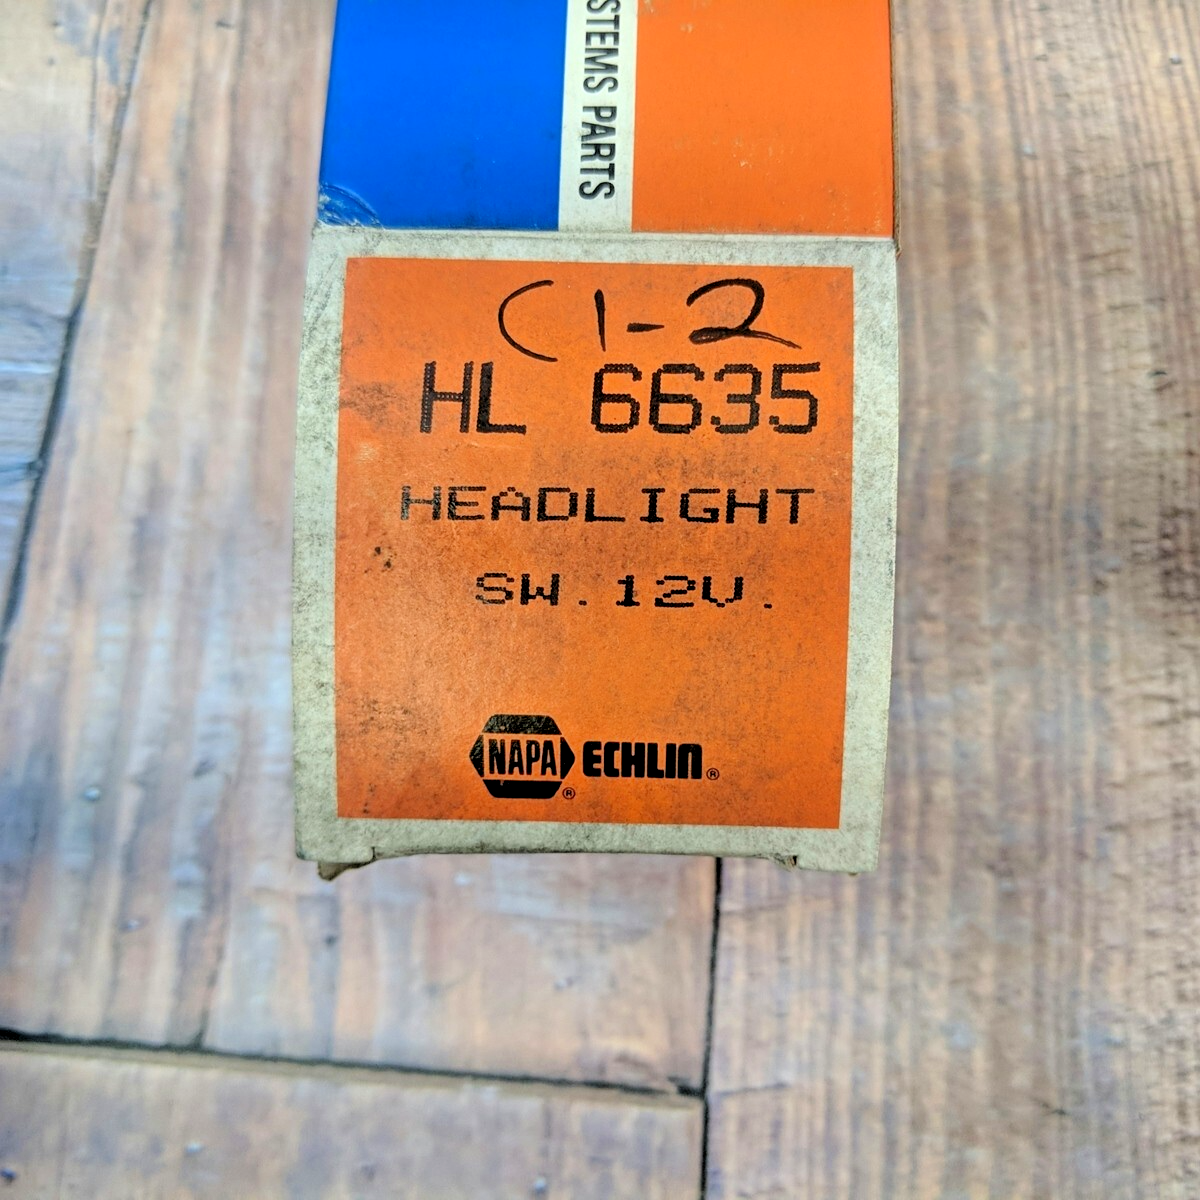 STEMS PARTS
C1-2
HL 6635
HEADLIGHT
SW. 12V.
NAPA® ECHLIN®